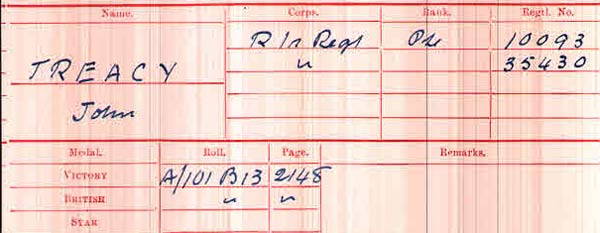 Name. Corps. Rank. Regtl. No.
TREACY R Ir Regt Pte 10093
" 35430
John
Medal. Roll. Page. Remarks.
VICTORY A/101 B13 2148
BRITISH " "
STAR